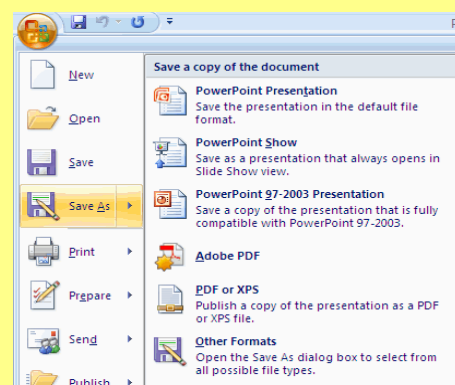 Save a copy of the document
New
Open
Save
Save As
Print
Prepare
Send
Publish
PowerPoint Presentation
Save the presentation in the default file
format.
PowerPoint Show
Save as a presentation that always opens in
Slide Show view.
PowerPoint 97-2003 Presentation
Save a copy of the presentation that is fully
compatible with PowerPoint 97-2003.
Adobe PDF
PDF or XPS
Publish a copy of the presentation as a PDF
or XPS file.
Other Formats
Open the Save As dialog box to select from
all possible file types.